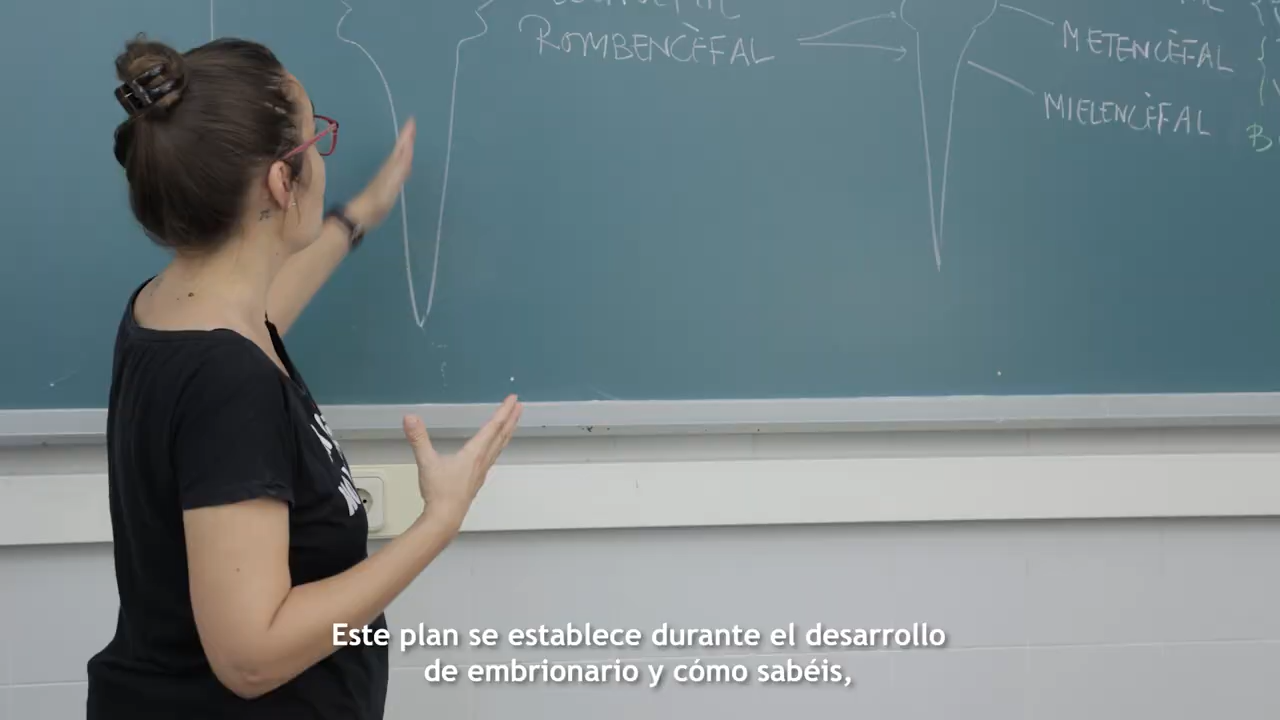 ROMBENCÈFAL
METENCÈFAL
MIELENCÈFAL
Este plan se establece durante el desarrollo
de embrionario y cómo sabéis,